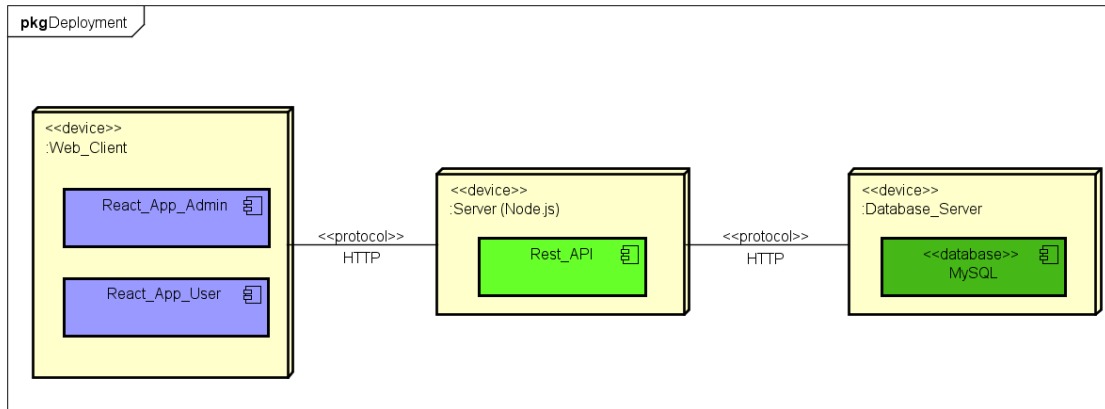 pkgDeployment
<<device>>
:Web_Client
React_App_Admin
React_App_User
<<protocol>>
HTTP
<<device>>
:Server (Node.js)
Rest_API
<<protocol>>
HTTP
<<device>>
:Database_Server
<<database>>
MySQL